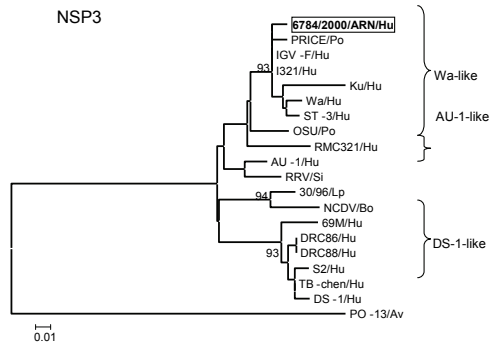 NSP3
6784/2000/ARN/Hu
PRICE/Po
IGV -F/Hu
93
I321/Hu
Wa-like
Ku/Hu
Wa/Hu
ST -3/Hu
AU-1-like
OSU/Po
RMC321/Hu
AU -1/Hu
RRV/Si
94
30/96/Lp
NCDV/Bo
69M/Hu
DRC86/Hu
DS-1-like
93
DRC88/Hu
S2/Hu
TB -chen/Hu
DS -1/Hu
PO -13/Av
0.01